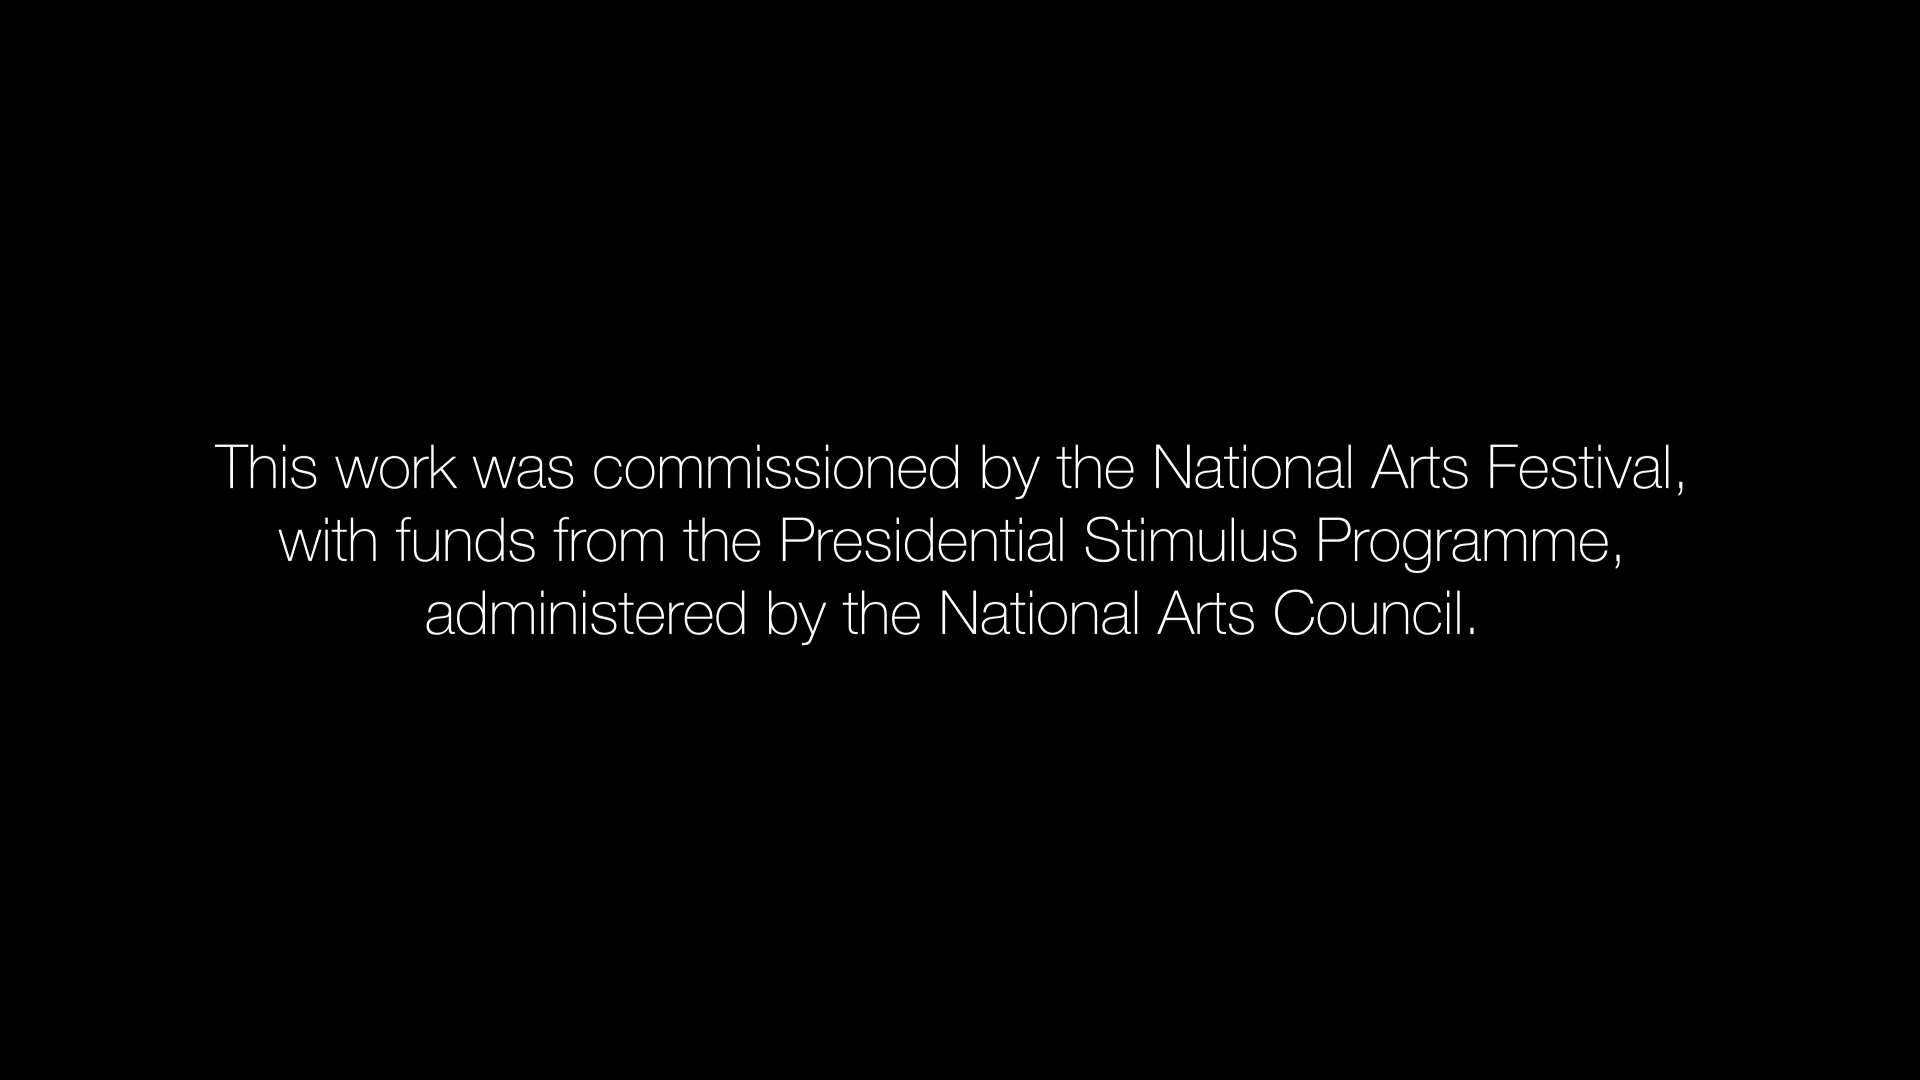 This work was commissioned by the National Arts Festival,
with funds from the Presidential Stimulus Programme,
administered by the National Arts Council.